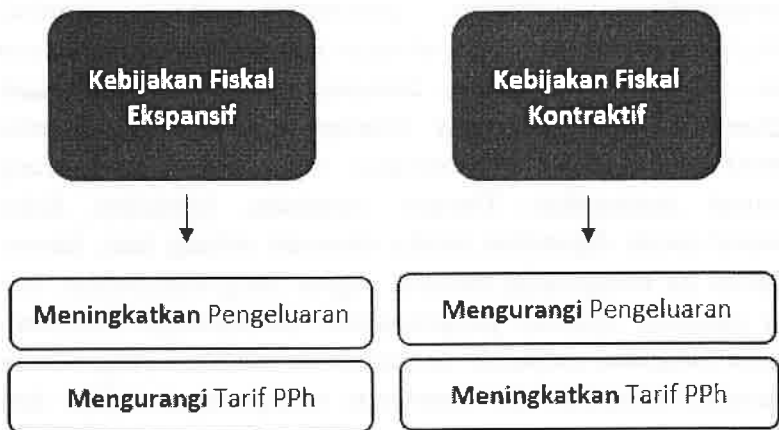 Kebijakan Fiskal
Ekspansif
Kebijakan Fiskal
Kontraktif
Meningkatkan Pengeluaran
Mengurangi Pengeluaran
Mengurangi Tarif PPh
Meningkatkan Tarif PPh